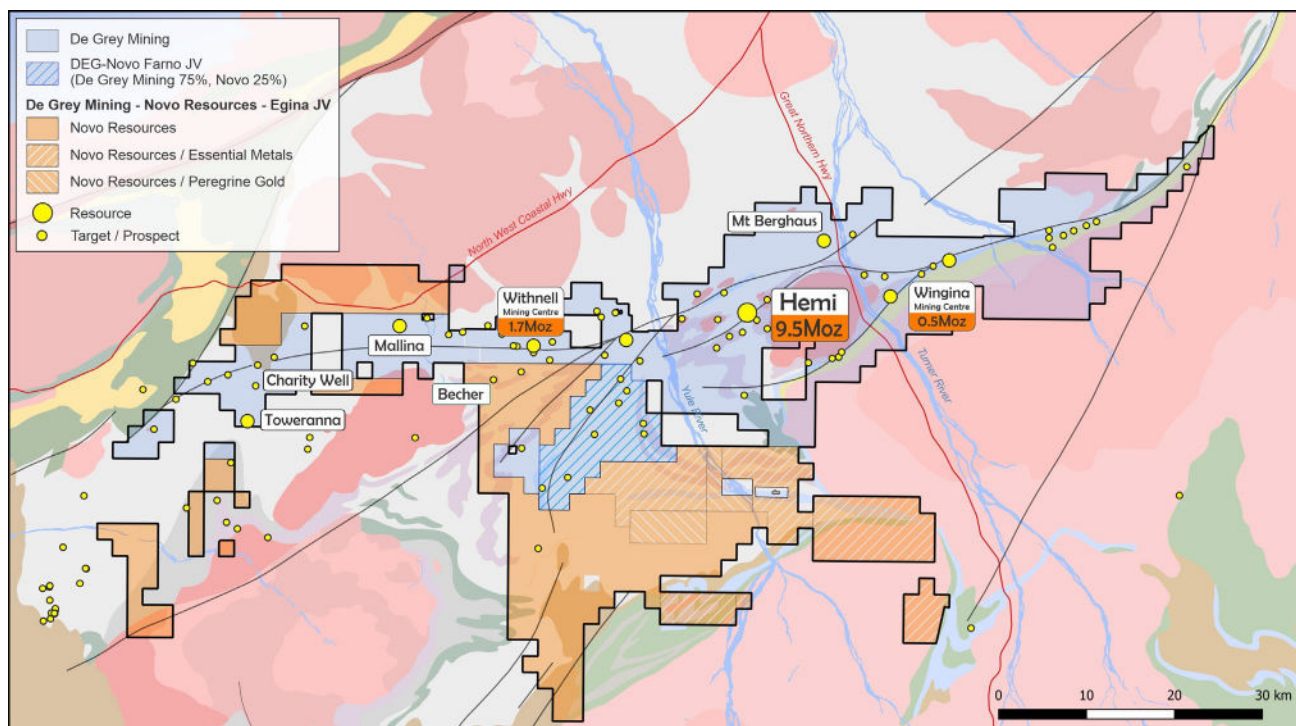 De Grey Mining
DEG-Novo Farno JV
(De Grey Mining 75%, Novo 25%)
De Grey Mining - Novo Resources - Egina JV
Novo Resources
Novo Resources / Essential Metals
Novo Resources / Peregrine Gold
Resource
Target / Prospect
North West Coastal Hwy
Great Northern Hwy
Mt Berghaus
Withnell
Mining Centre
1.7Moz
Hemi
9.5Moz
Wingina
Mining Centre
0.5Moz
Mallina
Charity Well
Becher
Toweranna
Yule River
Turner River
0 10 20 30 km